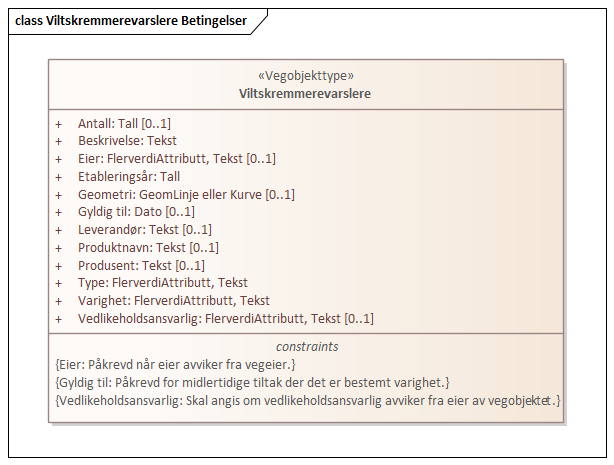 class Viltskremmerevarslere Betingelser
«Vegobjekttype»
Viltskremmerevarslere
+ Antall: Tall [0..1]
+ Beskrivelse: Tekst
+ Eier: FlerverdiAttributt, Tekst [0..1]
+ Etableringsår: Tall
+ Geometri: GeomLinje eller Kurve [0..1]
+ Gyldig til: Dato [0..1]
+ Leverandør: Tekst [0..1]
+ Produktnavn: Tekst [0..1]
+ Produsent: Tekst [0..1]
+ Type: FlerverdiAttributt, Tekst
+ Varighet: FlerverdiAttributt, Tekst
+ Vedlikeholdsansvarlig: FlerverdiAttributt, Tekst [0..1]
constraints
{Eier: Påkrevd når eier avviker fra vegeier.}
{Gyldig til: Påkrevd for midlertidige tiltak der det er bestemt varighet.}
{Vedlikeholdsansvarlig: Skal angis om vedlikeholdsansvarlig avviker fra eier av vegobjektet.}